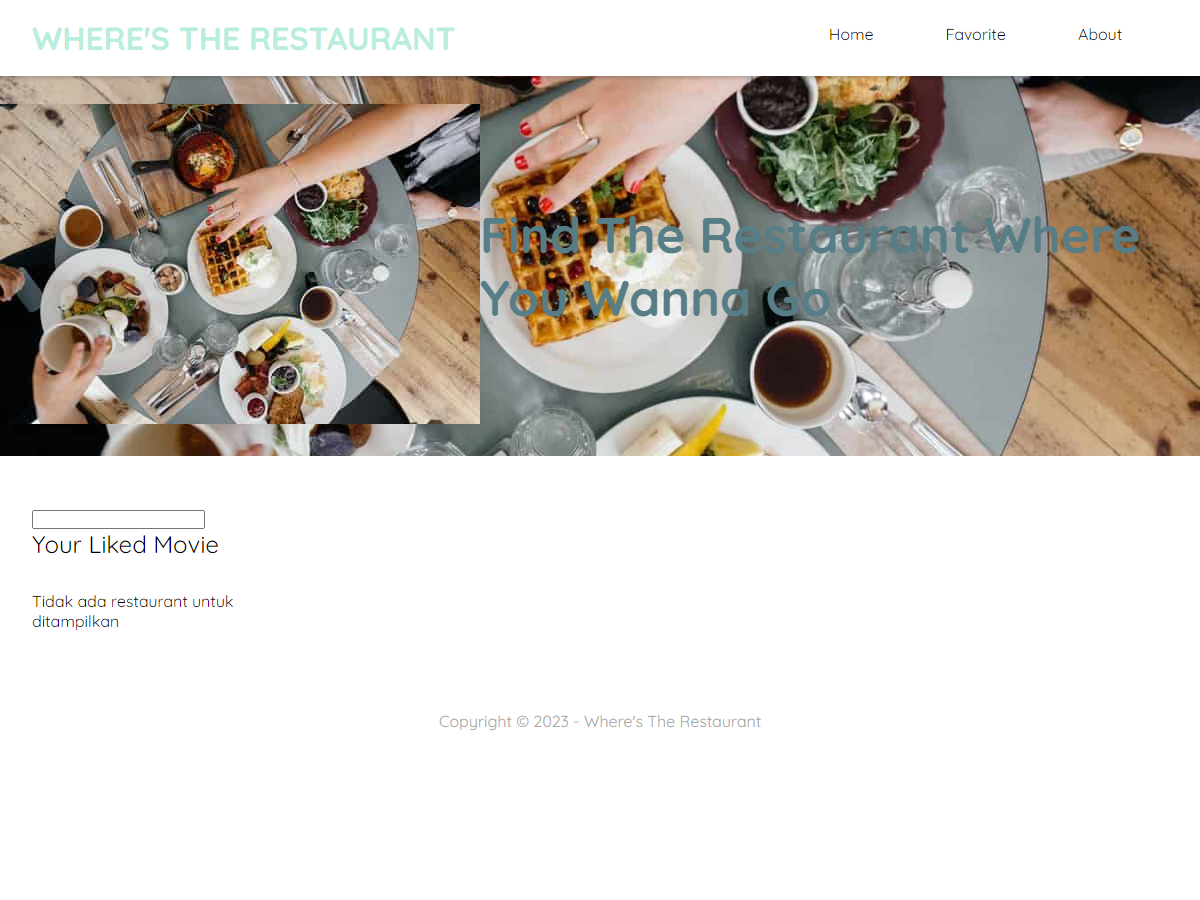 WHERE'S THE RESTAURANT
Home
Favorite
About
Find The Restaurant Where
You Wanna Go
Your Liked Movie
Tidak ada restaurant untuk
ditampilkan
Copyright © 2023 - Where's The Restaurant